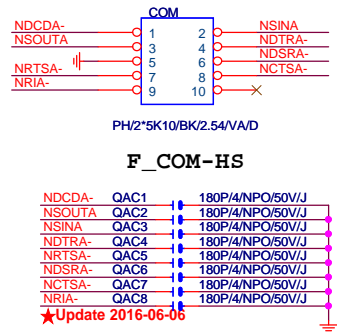 COM
NDCDA- 1 2 NSINA
NSOUTA 3 4 NDTRA-
5 6 NDSRA-
NRTSA- 7 8 NCTSA-
NRIA- 9 10
PH/2*5K10/BK/2.54/VA/D
F_COM-HS
NDCDA- QAC1 180P/4/NPO/50V/J
NSOUTA QAC2 180P/4/NPO/50V/J
NSINA QAC3 180P/4/NPO/50V/J
NDTRA- QAC4 180P/4/NPO/50V/J
NRTSA- QAC5 180P/4/NPO/50V/J
NDSRA- QAC6 180P/4/NPO/50V/J
NCTSA- QAC7 180P/4/NPO/50V/J
NRIA- QAC8 180P/4/NPO/50V/J
★Update 2016-06-06